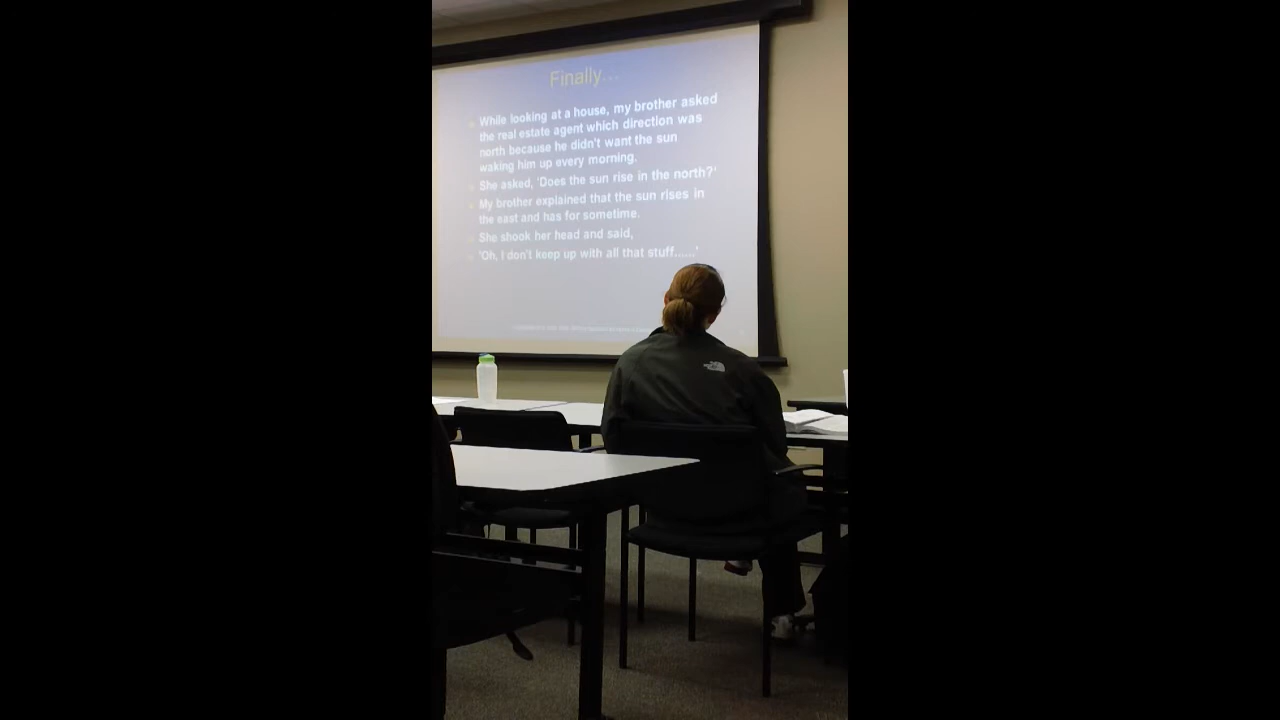 Finally…
While looking at a house, my brother asked
the real estate agent which direction was
north because he didn't want the sun
waking him up every morning.
She asked, 'Does the sun rise in the north?'
My brother explained that the sun rises in
the east and has for sometime.
She shook her head and said,
'Oh, I don't keep up with all that stuff......'